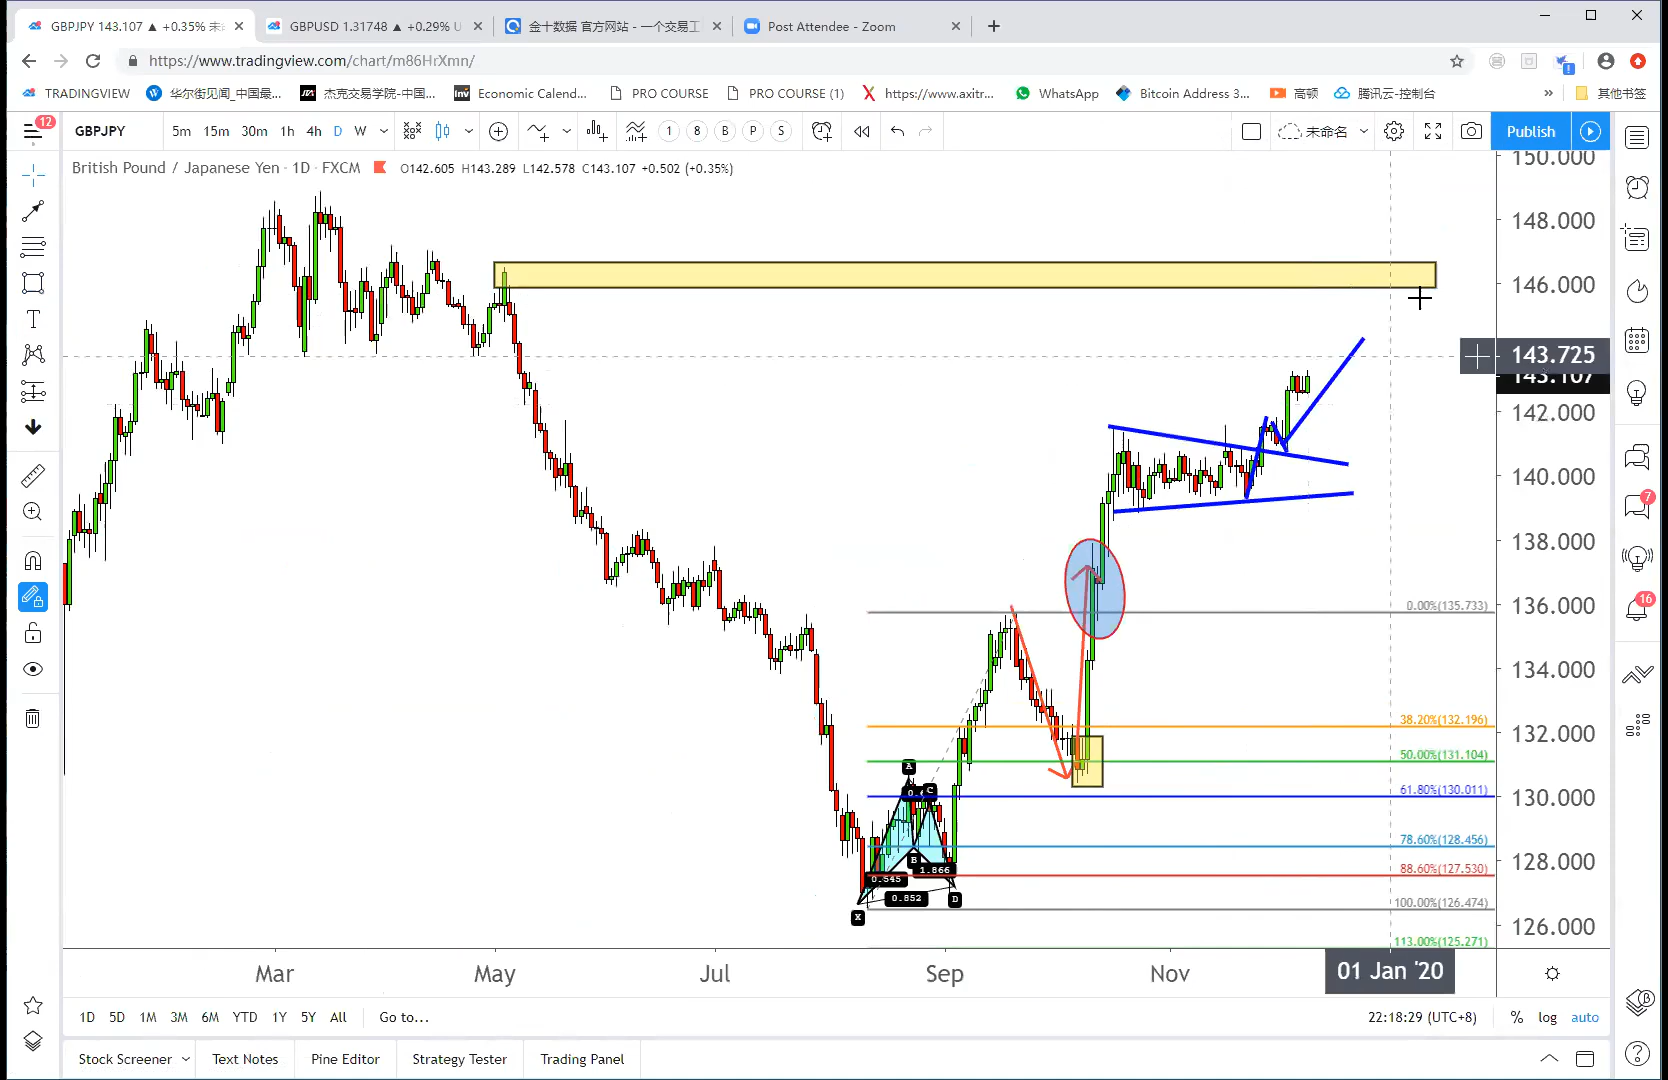 GBPJPY 143.107 ▲ +0.35% 未
GBPUSD 1.31748 ▲ +0.29% U
金十数据 官方网站 - 一个交易工
Post Attendee - Zoom
https://www.tradingview.com/chart/m86HrXmn/
TRADINGVIEW
华尔街见闻_中国最...
杰克交易学院-中国...
Economic Calend...
PRO COURSE
PRO COURSE (1)
https://www.axitr...
WhatsApp
Bitcoin Address 3...
高顿
腾讯云-控制台
»
其他书签
12
GBPJPY
5m 15m 30m 1h 4h D W
1 8 B P S
未命名
Publish
British Pound / Japanese Yen · 1D · FXCM
O142.605 H143.289 L142.578 C143.107 +0.502 (+0.35%)
150.000
148.000
146.000
143.725
143.107
142.000
140.000
138.000
136.000
134.000
132.000
130.000
128.000
126.000
0.00%(135.733)
38.20%(132.196)
50.00%(131.104)
61.80%(130.011)
78.60%(128.456)
88.60%(127.530)
100.00%(126.474)
113.00%(125.271)
A
C
B
1.866
0.545
0.852
D
X
7
16
Mar
May
Jul
Sep
Nov
01 Jan '20
1D 5D 1M 3M 6M YTD 1Y 5Y All
Go to...
22:18:29 (UTC+8)
% log auto
Stock Screener
Text Notes
Pine Editor
Strategy Tester
Trading Panel